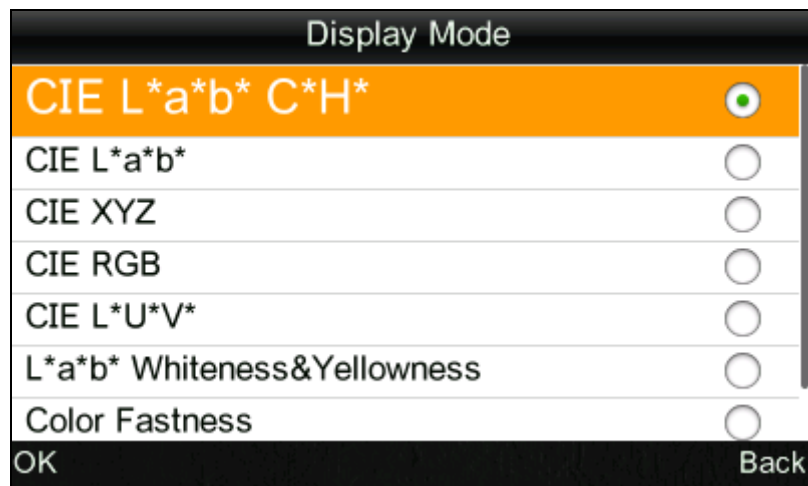 Display Mode
CIE L*a*b* C*H*
CIE L*a*b*
CIE XYZ
CIE RGB
CIE L*U*V*
L*a*b* Whiteness&Yellowness
Color Fastness
OK Back